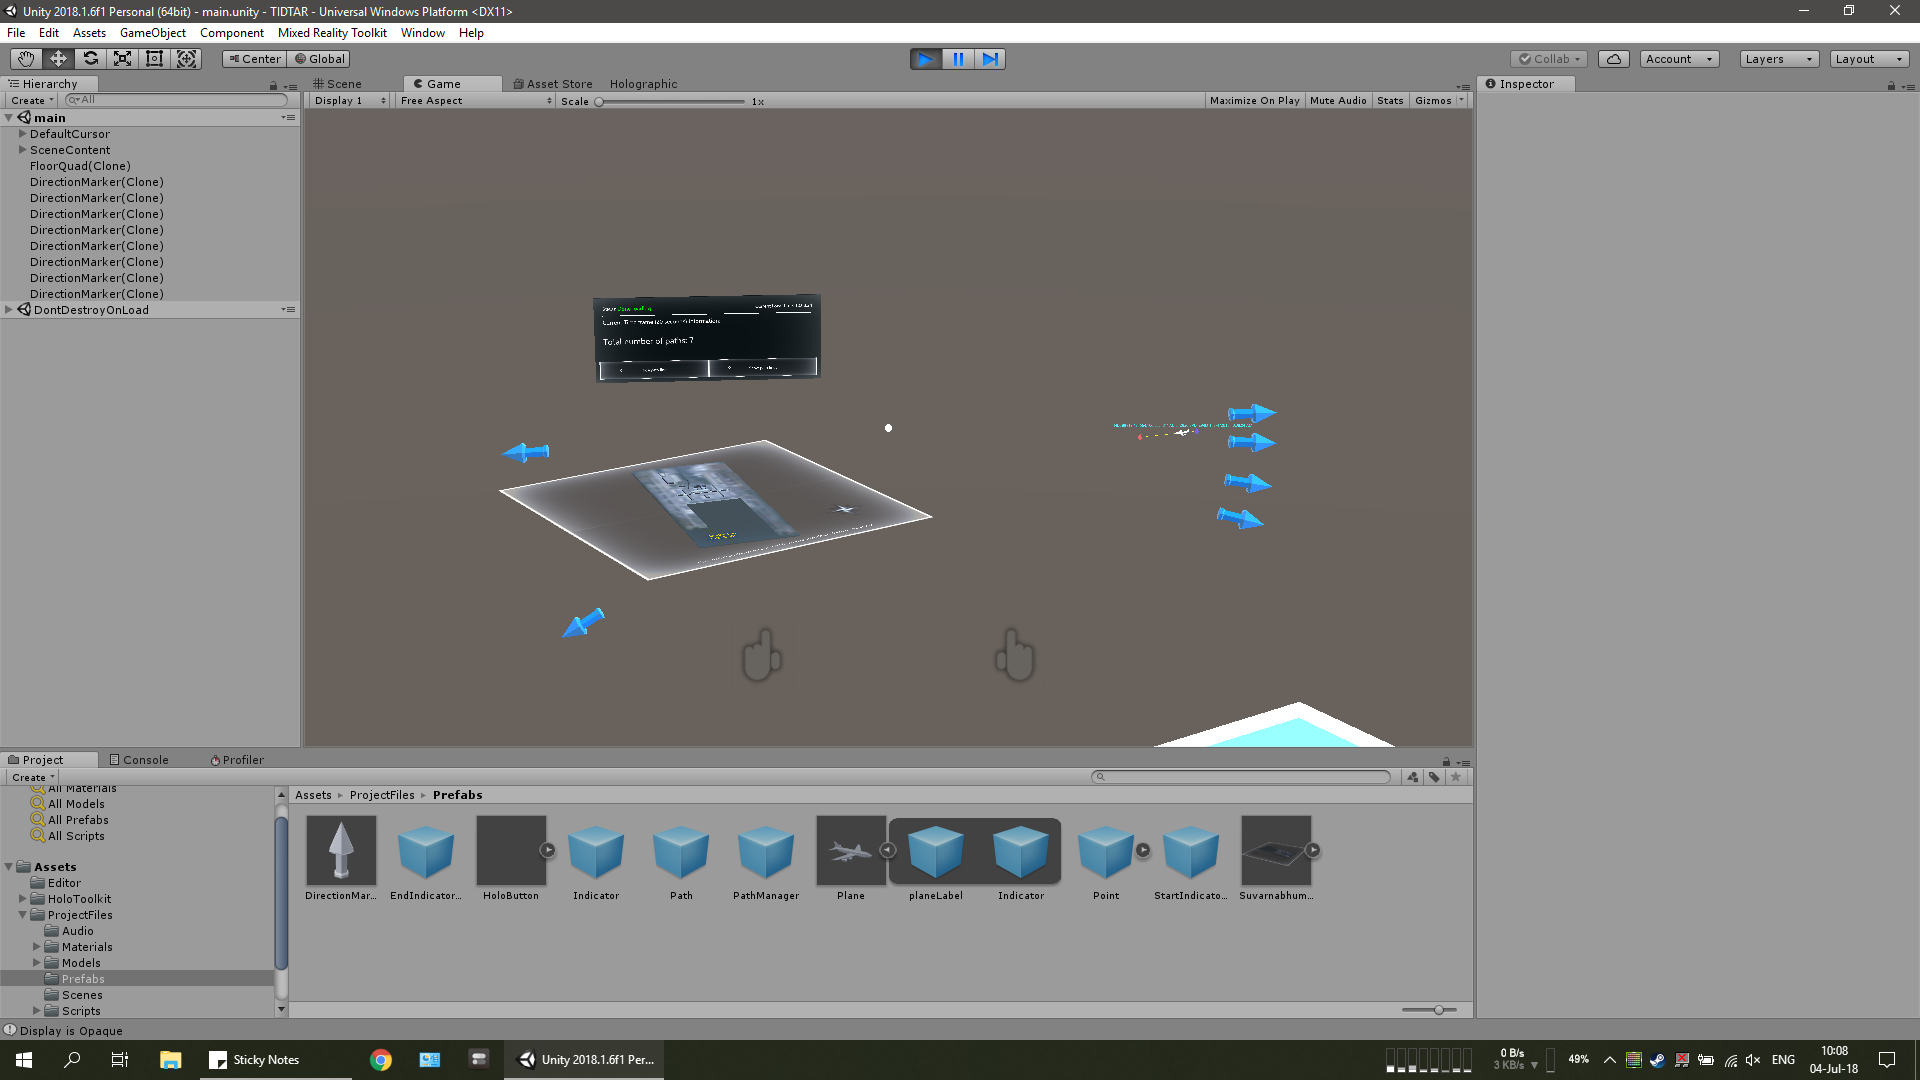 Unity 2018.1.6f1 Personal (64bit) - main.unity - TIDTAR - Universal Windows Platform <DX11>
File Edit Assets GameObject Component Mixed Reality Toolkit Window Help
Center Global Collab Account Layers Layout
Hierarchy Scene Game Asset Store Holographic Inspector
Create All Display 1 Free Aspect Scale 1x Maximize On Play Mute Audio Stats Gizmos
main
DefaultCursor
SceneContent
FloorQuad(Clone)
DirectionMarker(Clone)
DirectionMarker(Clone)
DirectionMarker(Clone)
DirectionMarker(Clone)
DirectionMarker(Clone)
DirectionMarker(Clone)
DirectionMarker(Clone)
DirectionMarker(Clone)
DontDestroyOnLoad
Total number of paths: 7
Project Console Profiler
Create
All Materials
All Models
All Prefabs
All Scripts
Assets
Editor
HoloToolkit
ProjectFiles
Audio
Materials
Models
Prefabs
Scenes
Scripts
Assets ProjectFiles Prefabs
DirectionMar... EndIndicator... HoloButton Indicator Path PathManager Plane planeLabel Indicator Point StartIndicato... Suvarnabhum...
Display is Opaque
Sticky Notes Unity 2018.1.6f1 Per... 0 B/s 49% ENG 10:08
3 KB/s 04-Jul-18